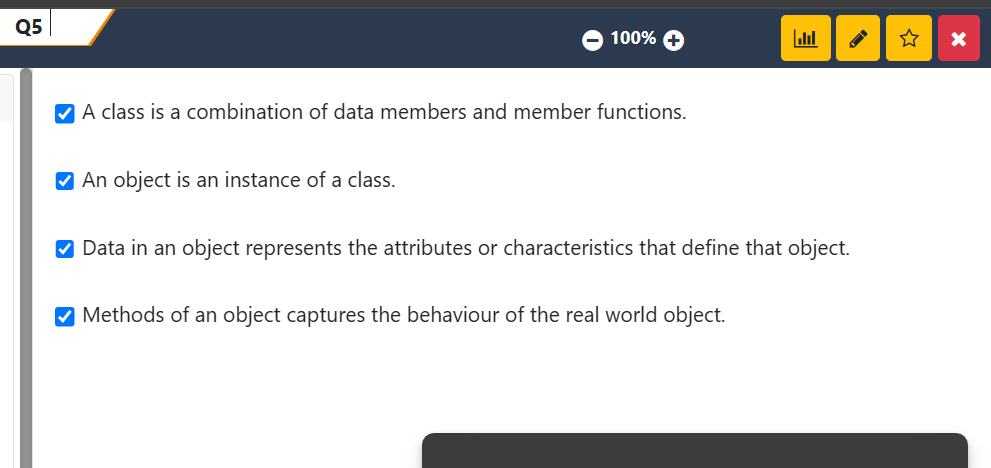 Q5
100%
A class is a combination of data members and member functions.
An object is an instance of a class.
Data in an object represents the attributes or characteristics that define that object.
Methods of an object captures the behaviour of the real world object.